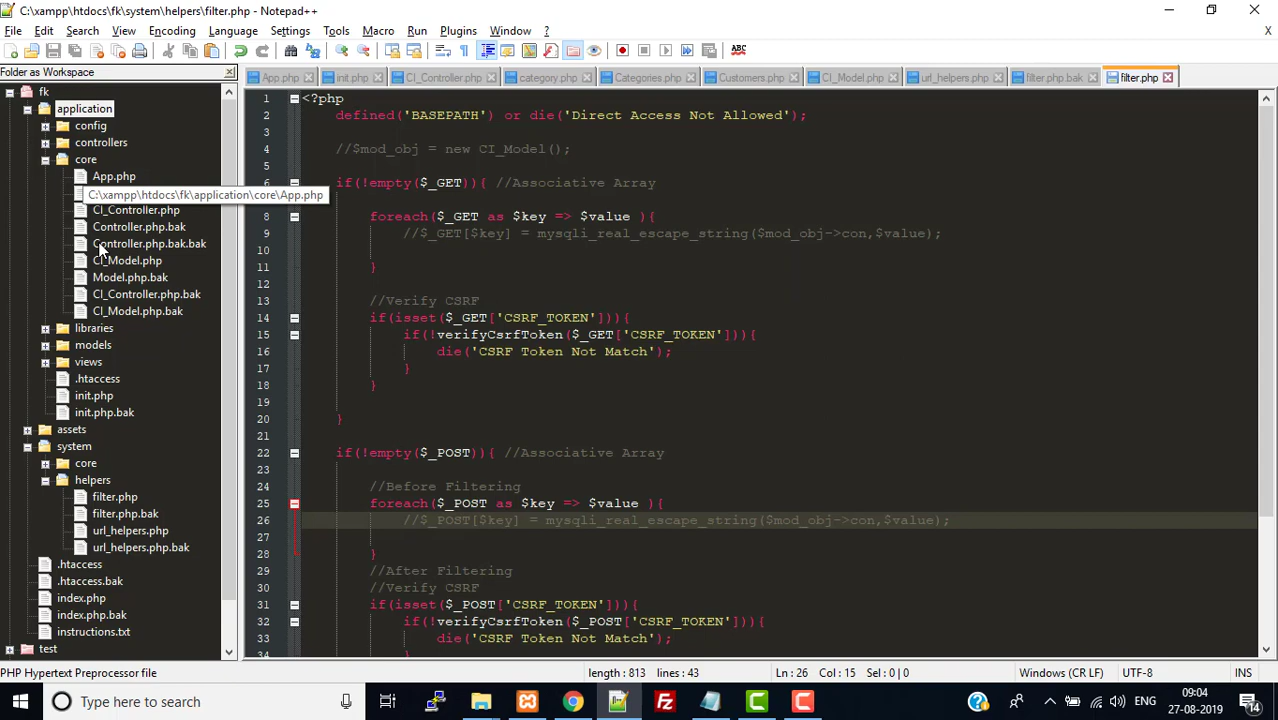 C:\xampp\htdocs\fk\system\helpers\filter.php - Notepad++
File Edit Search View Encoding Language Settings Tools Macro Run Plugins Window ? X
Folder as Workspace
App.php init.php CI_Controller.php category.php Categories.php Customers.php CI_Model.php url_helpers.php filter.php.bak filter.php
fk
application
config
controllers
core
App.php
C:\xampp\htdocs\fk\application\core\App.php
CI_Controller.php
Controller.php.bak
Controller.php.bak.bak
CI_Model.php
Model.php.bak
CI_Controller.php.bak
CI_Model.php.bak
libraries
models
views
.htaccess
init.php
init.php.bak
assets
system
core
helpers
filter.php
filter.php.bak
url_helpers.php
url_helpers.php.bak
.htaccess
.htaccess.bak
index.php
index.php.bak
instructions.txt
test
1 <?php
2 defined('BASEPATH') or die('Direct Access Not Allowed');
3
4 //$mod_obj = new CI_Model();
5
6 if(!empty($_GET)){ //Associative Array
7
8 foreach($_GET as $key => $value ){
9 //$_GET[$key] = mysqli_real_escape_string($mod_obj->con,$value);
10
11 }
12
13 //Verify CSRF
14 if(isset($_GET['CSRF_TOKEN'])){
15 if(!verifyCsrfToken($_GET['CSRF_TOKEN'])){
16 die('CSRF Token Not Match');
17 }
18 }
19
20 }
21
22 if(!empty($_POST)){ //Associative Array
23
24 //Before Filtering
25 foreach($_POST as $key => $value ){
26 //$_POST[$key] = mysqli_real_escape_string($mod_obj->con,$value);
27
28 }
29 //After Filtering
30 //Verify CSRF
31 if(isset($_POST['CSRF_TOKEN'])){
32 if(!verifyCsrfToken($_POST['CSRF_TOKEN'])){
33 die('CSRF Token Not Match');
34 }
PHP Hypertext Preprocessor file length : 813 lines : 43 Ln : 26 Col : 15 Sel : 0 | 0 Windows (CR LF) UTF-8 INS
Type here to search ENG 09:04
27-08-2019 14